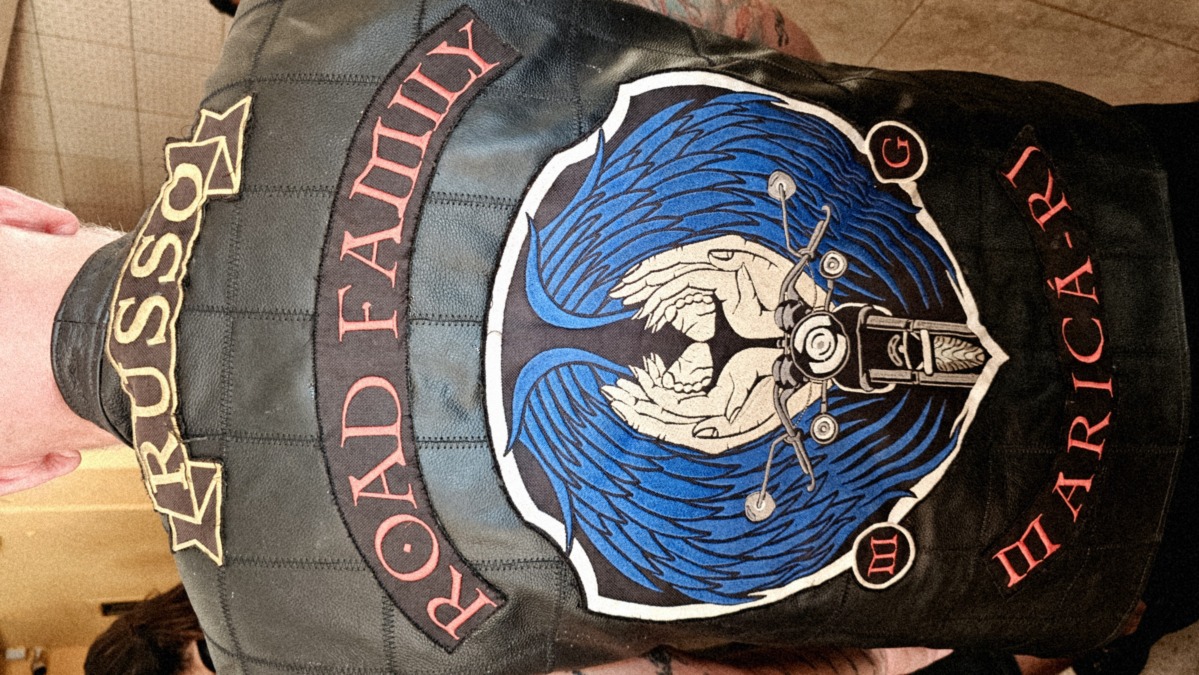 RUSSO
ROAD FAMILY
M G
MARICÁ-RJ